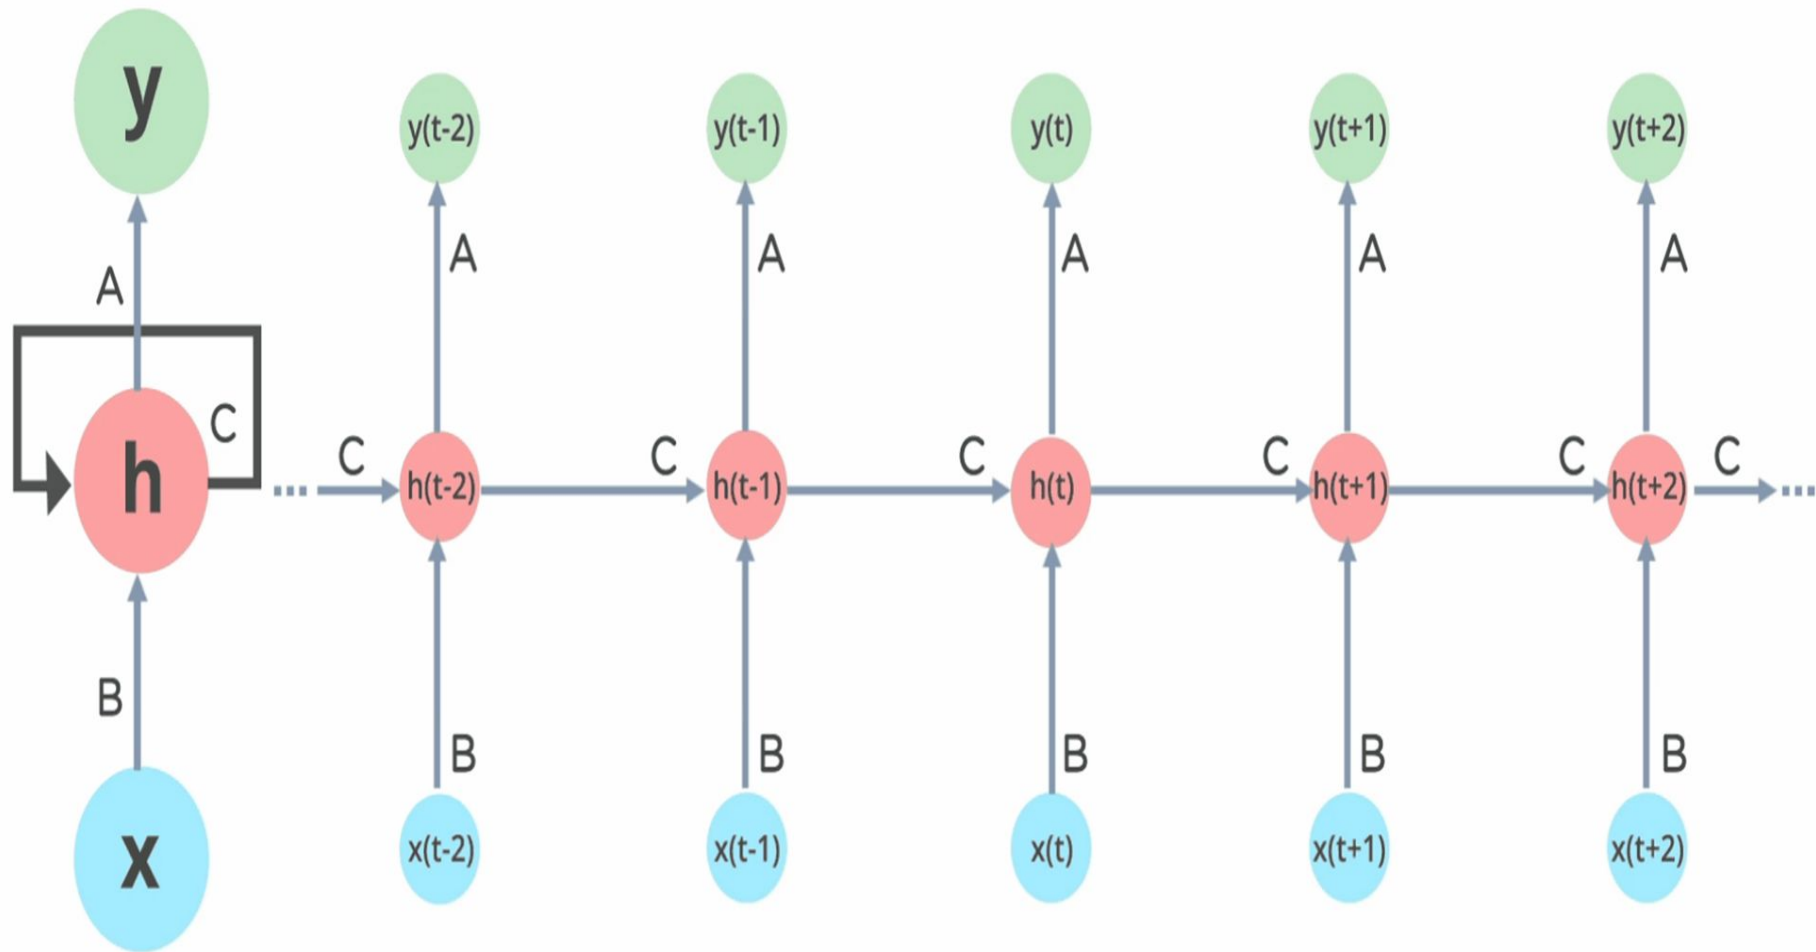 y
y(t-2) y(t-1) y(t) y(t+1) y(t+2)
A A A A A
A
C
C C C C C C
h
h(t-2) h(t-1) h(t) h(t+1) h(t+2)
B
B B B B B
x
x(t-2) x(t-1) x(t) x(t+1) x(t+2)